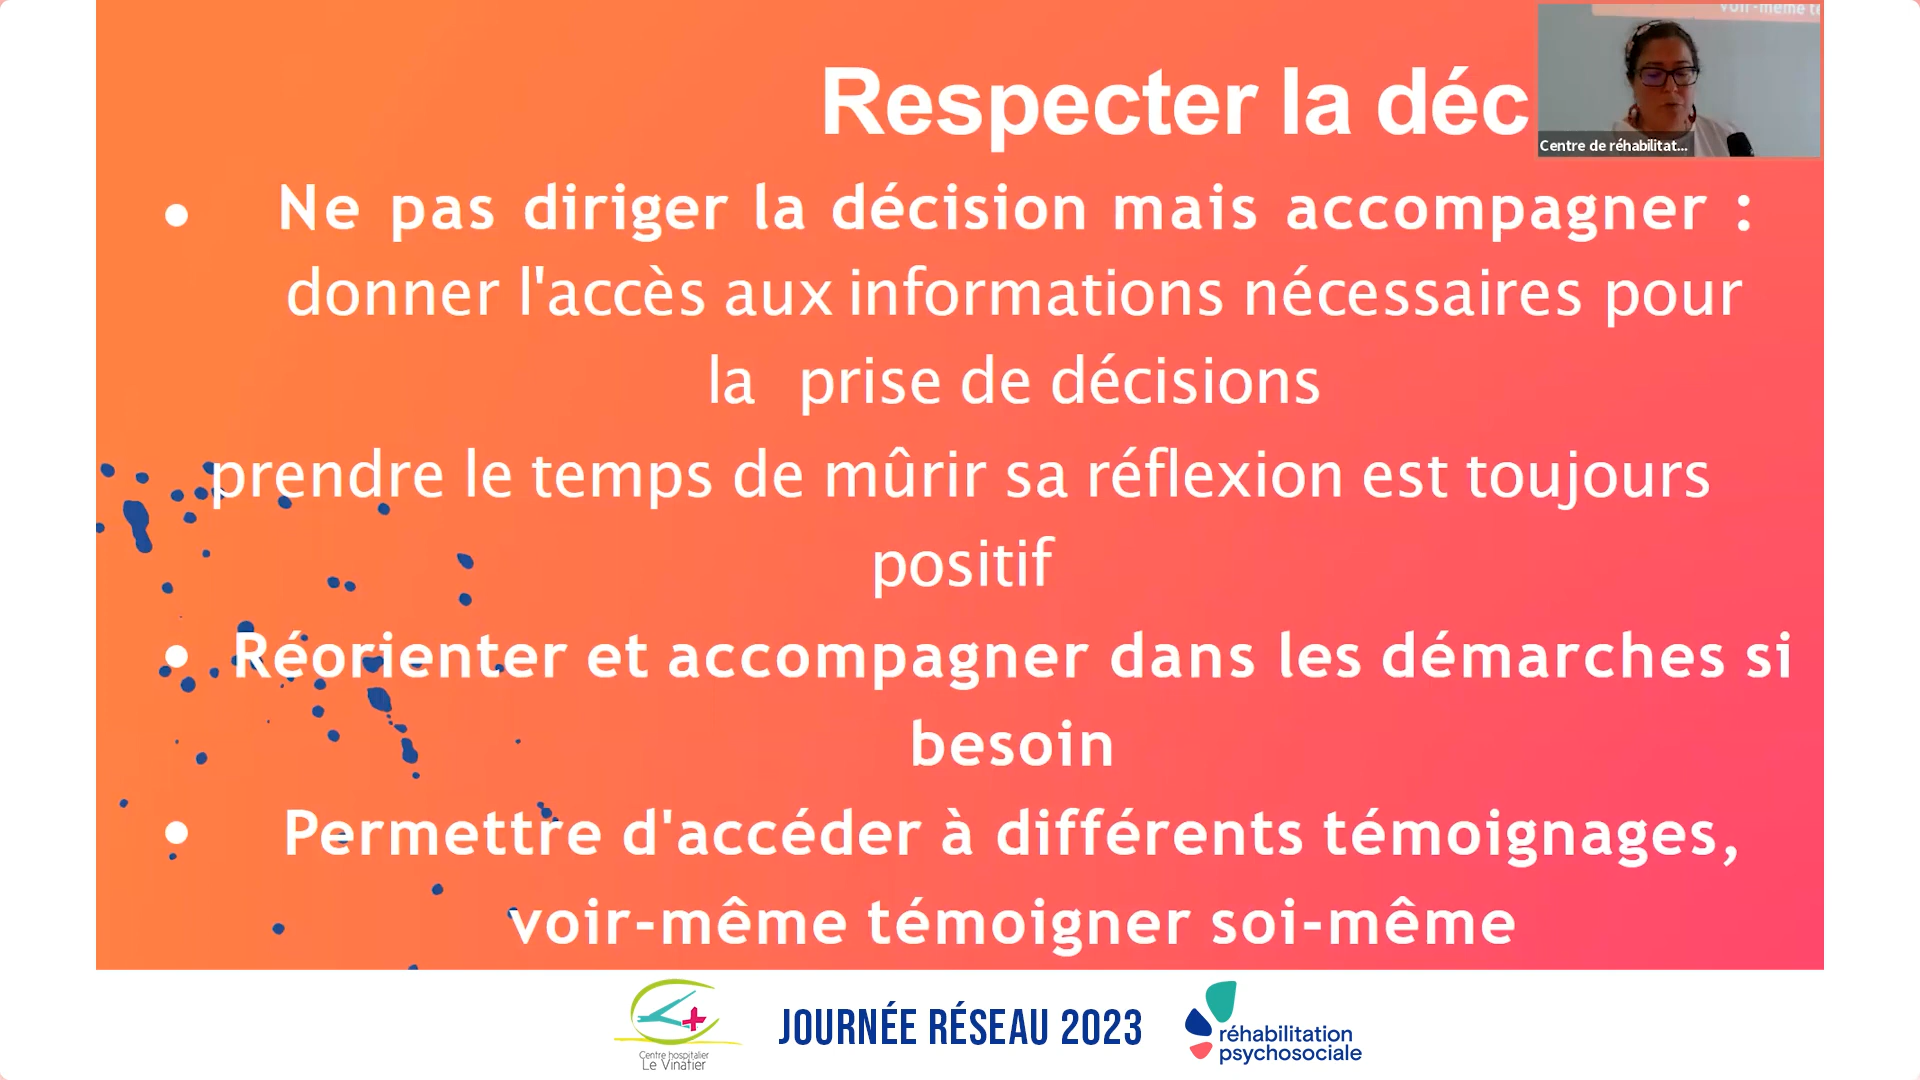 voir-même te
Respecter la déc
Centre de réhabilitat...
Ne pas diriger la décision mais accompagner :
donner l'accès aux informations nécessaires pour
la prise de décisions
prendre le temps de mûrir sa réflexion est toujours
positif
Réorienter et accompagner dans les démarches si
besoin
Permettre d'accéder à différents témoignages,
voir-même témoigner soi-même
Centre hospitalier
Le Vinatier
JOURNÉE RÉSEAU 2023
réhabilitation
psychosociale